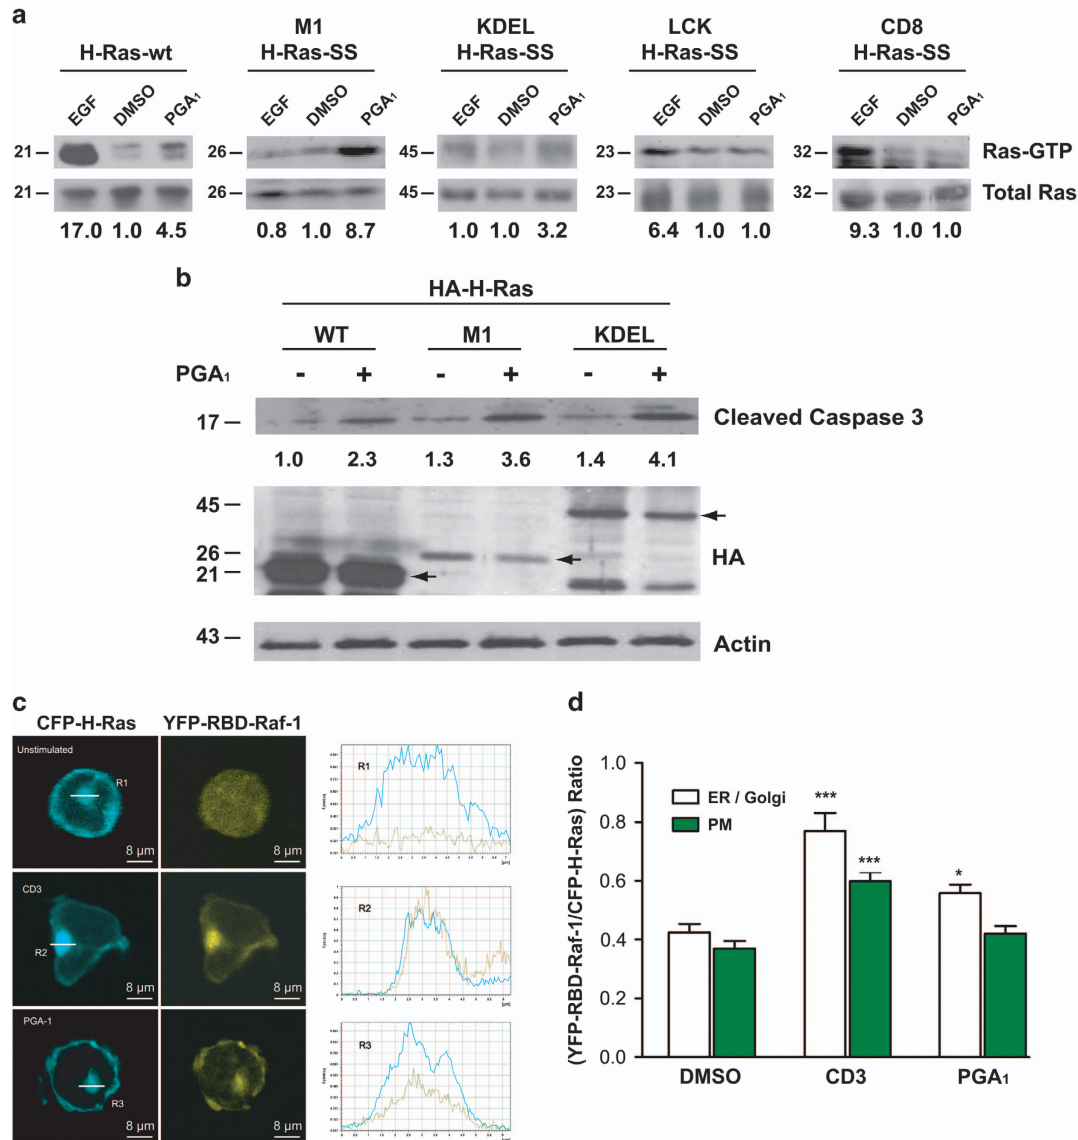 a
H-Ras-wt
M1
H-Ras-SS
KDEL
H-Ras-SS
LCK
H-Ras-SS
CD8
H-Ras-SS
EGF DMSO PGA₁ EGF DMSO PGA₁ EGF DMSO PGA₁ EGF DMSO PGA₁ EGF DMSO PGA₁
21 26 45 23 32 Ras-GTP
21 26 45 23 32 Total Ras
17.0 1.0 4.5 0.8 1.0 8.7 1.0 1.0 3.2 6.4 1.0 1.0 9.3 1.0 1.0
b
HA-H-Ras
WT M1 KDEL
PGA₁ - + - + - +
17 Cleaved Caspase 3
1.0 2.3 1.3 3.6 1.4 4.1
45
26
21
HA
43 Actin
c
CFP-H-Ras YFP-RBD-Raf-1
Unstimulated
R1
8 µm 8 µm
R1
CD3
R2
8 µm 8 µm
R2
PGA-1
R3
8 µm 8 µm
R3
d
(YFP-RBD-Raf-1/CFP-H-Ras) Ratio
1.0
0.8
0.6
0.4
0.2
0.0
ER / Golgi
PM
***
***
*
DMSO CD3 PGA₁